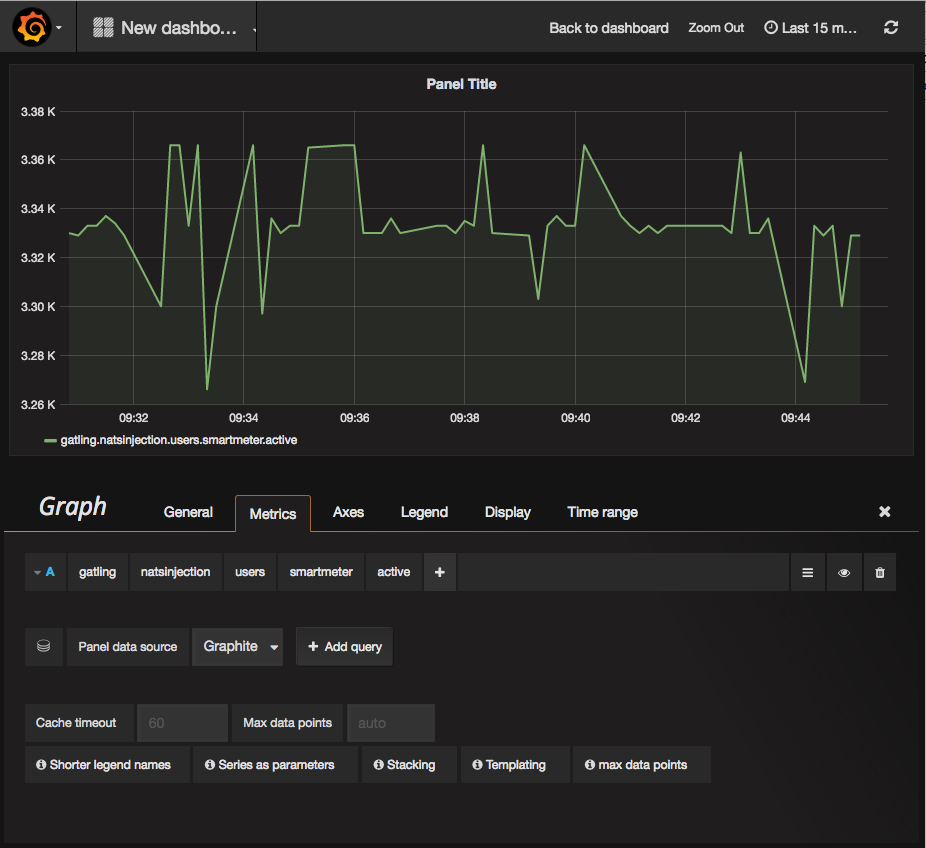 New dashbo... Back to dashboard Zoom Out Last 15 m...
Panel Title
3.38 K
3.36 K
3.34 K
3.32 K
3.30 K
3.28 K
3.26 K
09:32 09:34 09:36 09:38 09:40 09:42 09:44
gatling.natsinjection.users.smartmeter.active
Graph General Metrics Axes Legend Display Time range
A gatling natsinjection users smartmeter active
Panel data source Graphite Add query
Cache timeout 60 Max data points auto
Shorter legend names Series as parameters Stacking Templating max data points